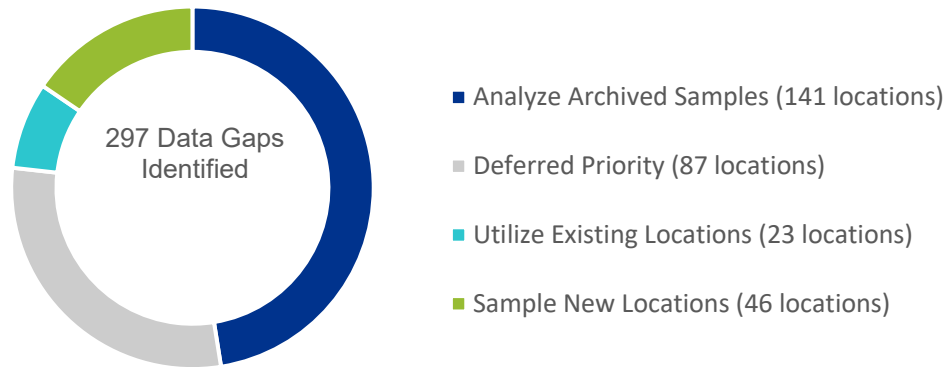 297 Data Gaps
Identified
Analyze Archived Samples (141 locations)
Deferred Priority (87 locations)
Utilize Existing Locations (23 locations)
Sample New Locations (46 locations)